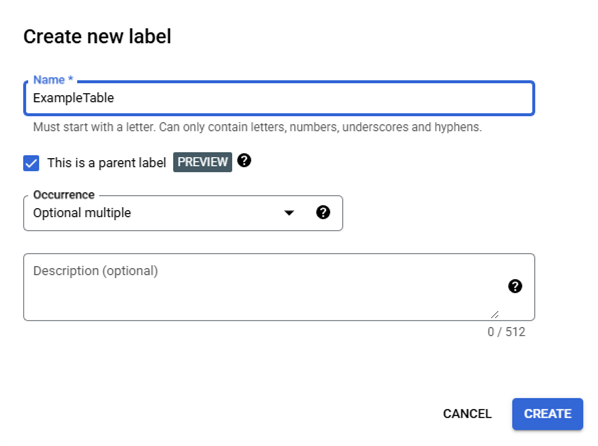 Create new label
Name *
ExampleTable
Must start with a letter. Can only contain letters, numbers, underscores and hyphens.
This is a parent label PREVIEW ?
Occurrence
Optional multiple ?
Description (optional)
?
0 / 512
CANCEL CREATE